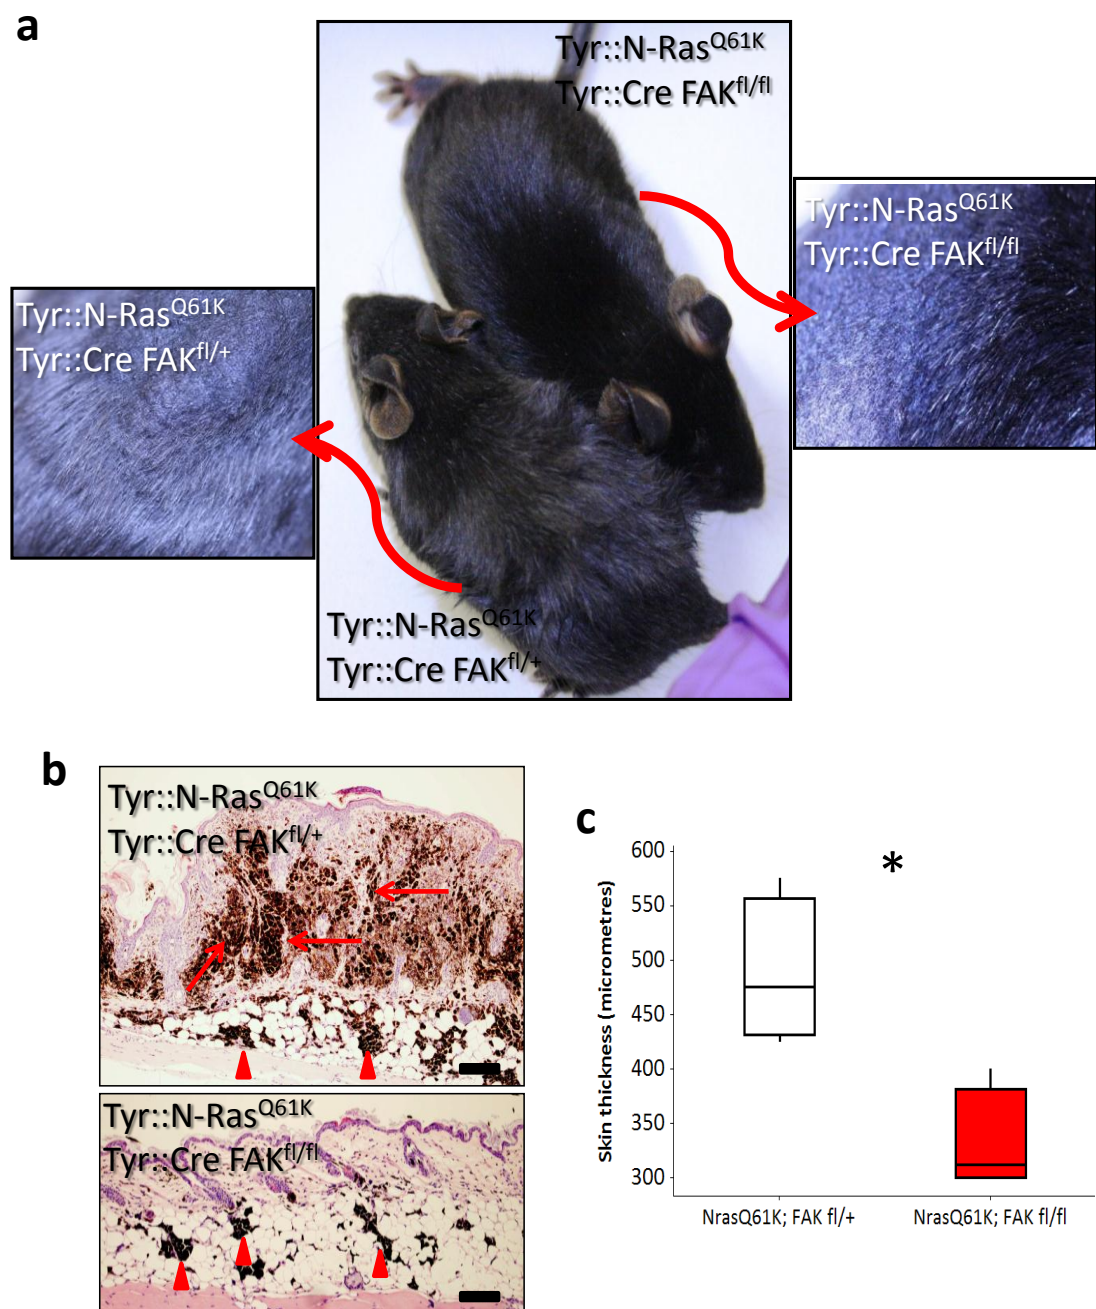 a
Tyr::N-Ras^Q61K
Tyr::Cre FAK^fl/fl
Tyr::N-Ras^Q61K
Tyr::Cre FAK^fl/fl
Tyr::N-Ras^Q61K
Tyr::Cre FAK^fl/+
Tyr::N-Ras^Q61K
Tyr::Cre FAK^fl/+
b
Tyr::N-Ras^Q61K
Tyr::Cre FAK^fl/+
Tyr::N-Ras^Q61K
Tyr::Cre FAK^fl/fl
c
*
Skin thickness (micrometres)
600
550
500
450
400
350
300
NrasQ61K; FAK fl/+
NrasQ61K; FAK fl/fl